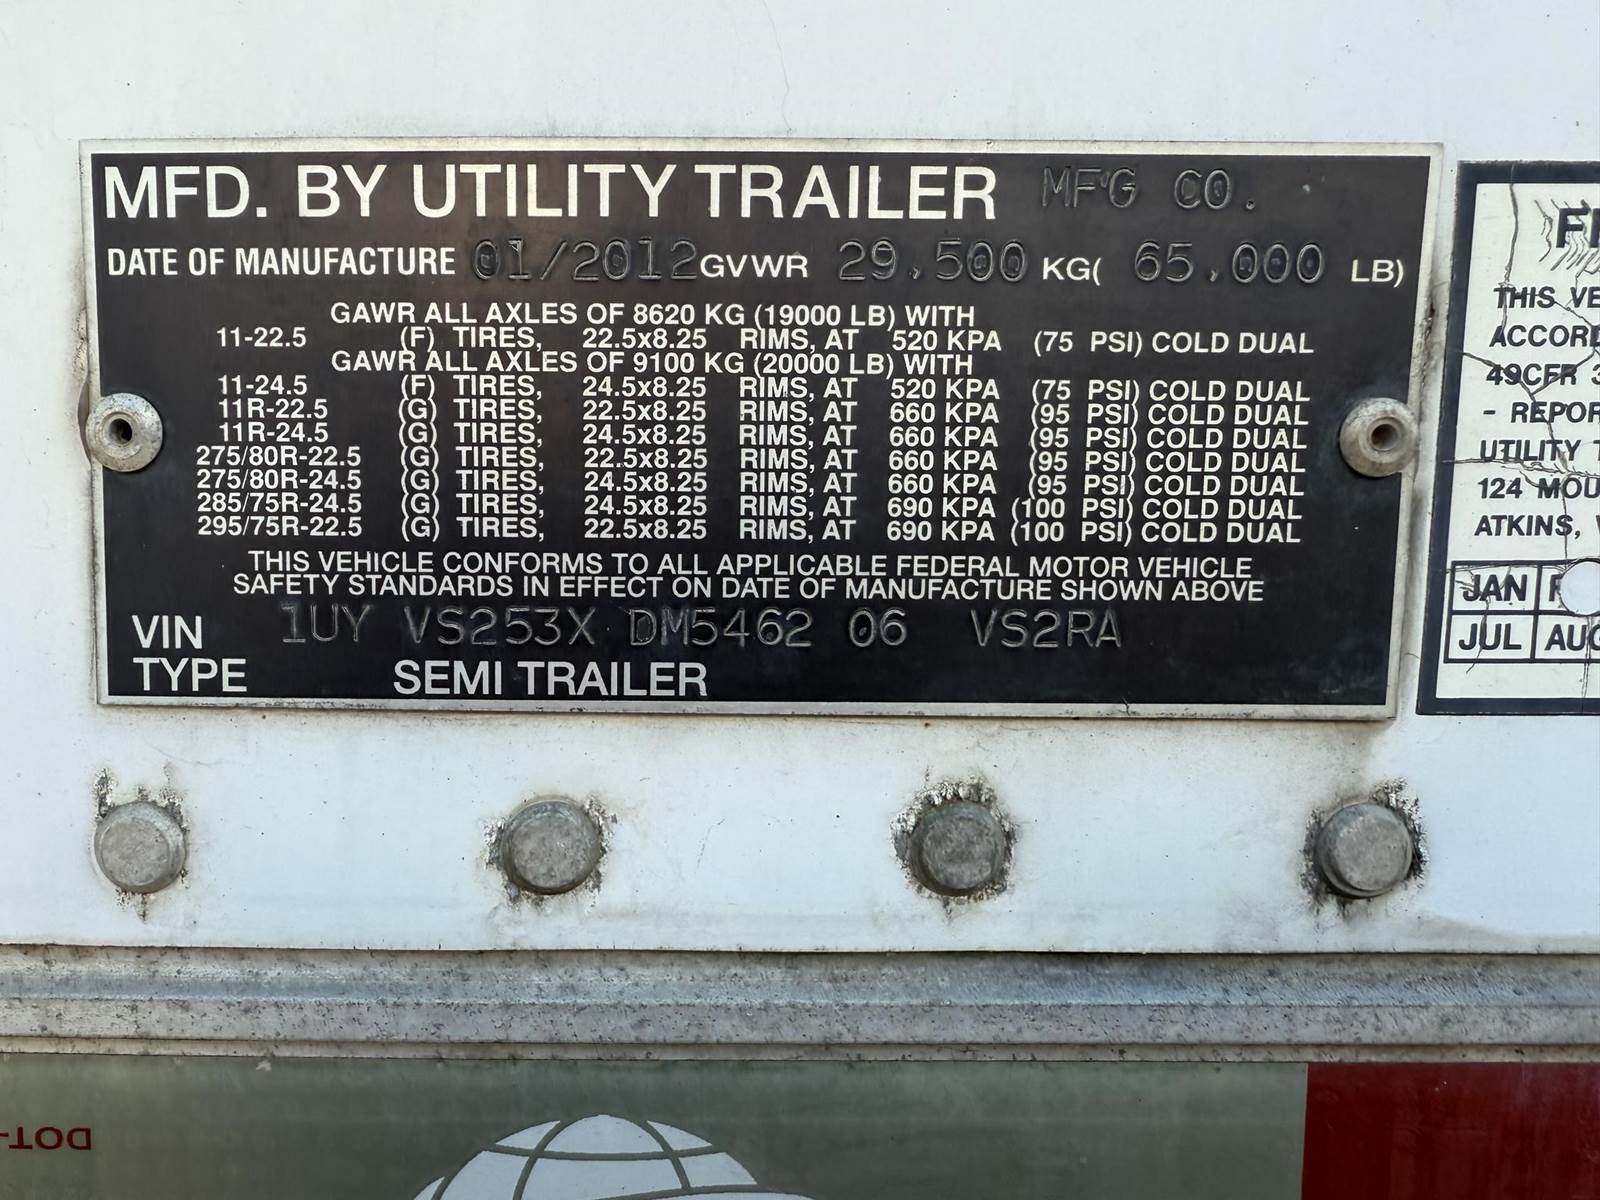 MFD. BY UTILITY TRAILER MF'G CO.
DATE OF MANUFACTURE 01/2012 GVWR 29,500 KG( 65,000 LB)
GAWR ALL AXLES OF 8620 KG (19000 LB) WITH
11-22.5 (F) TIRES, 22.5x8.25 RIMS, AT 520 KPA (75 PSI) COLD DUAL
GAWR ALL AXLES OF 9100 KG (20000 LB) WITH
11-24.5 (F) TIRES, 24.5x8.25 RIMS, AT 520 KPA (75 PSI) COLD DUAL
11R-22.5 (G) TIRES, 22.5x8.25 RIMS, AT 660 KPA (95 PSI) COLD DUAL
11R-24.5 (G) TIRES, 24.5x8.25 RIMS, AT 660 KPA (95 PSI) COLD DUAL
275/80R-22.5 (G) TIRES, 22.5x8.25 RIMS, AT 660 KPA (95 PSI) COLD DUAL
275/80R-24.5 (G) TIRES, 24.5x8.25 RIMS, AT 660 KPA (95 PSI) COLD DUAL
285/75R-24.5 (G) TIRES, 24.5x8.25 RIMS, AT 690 KPA (100 PSI) COLD DUAL
295/75R-22.5 (G) TIRES, 22.5x8.25 RIMS, AT 690 KPA (100 PSI) COLD DUAL
THIS VEHICLE CONFORMS TO ALL APPLICABLE FEDERAL MOTOR VEHICLE
SAFETY STANDARDS IN EFFECT ON DATE OF MANUFACTURE SHOWN ABOVE
VIN 1UY VS253X DM5462 06 VS2RA
TYPE SEMI TRAILER
THIS VE
ACCORD
49CFR 3
- REPOR
UTILITY T
124 MOU
ATKINS, V
JAN F
JUL AUG
DOT-